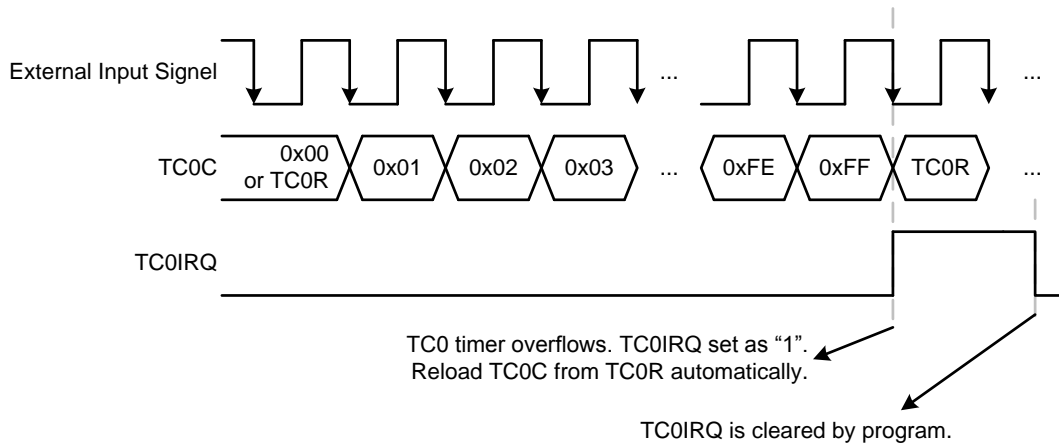 External Input Signel
... ...
TC0C
0x00
or TC0R
0x01
0x02
0x03
...
0xFE
0xFF
TC0R
...
TC0IRQ
TC0 timer overflows. TC0IRQ set as “1”.
Reload TC0C from TC0R automatically.
TC0IRQ is cleared by program.